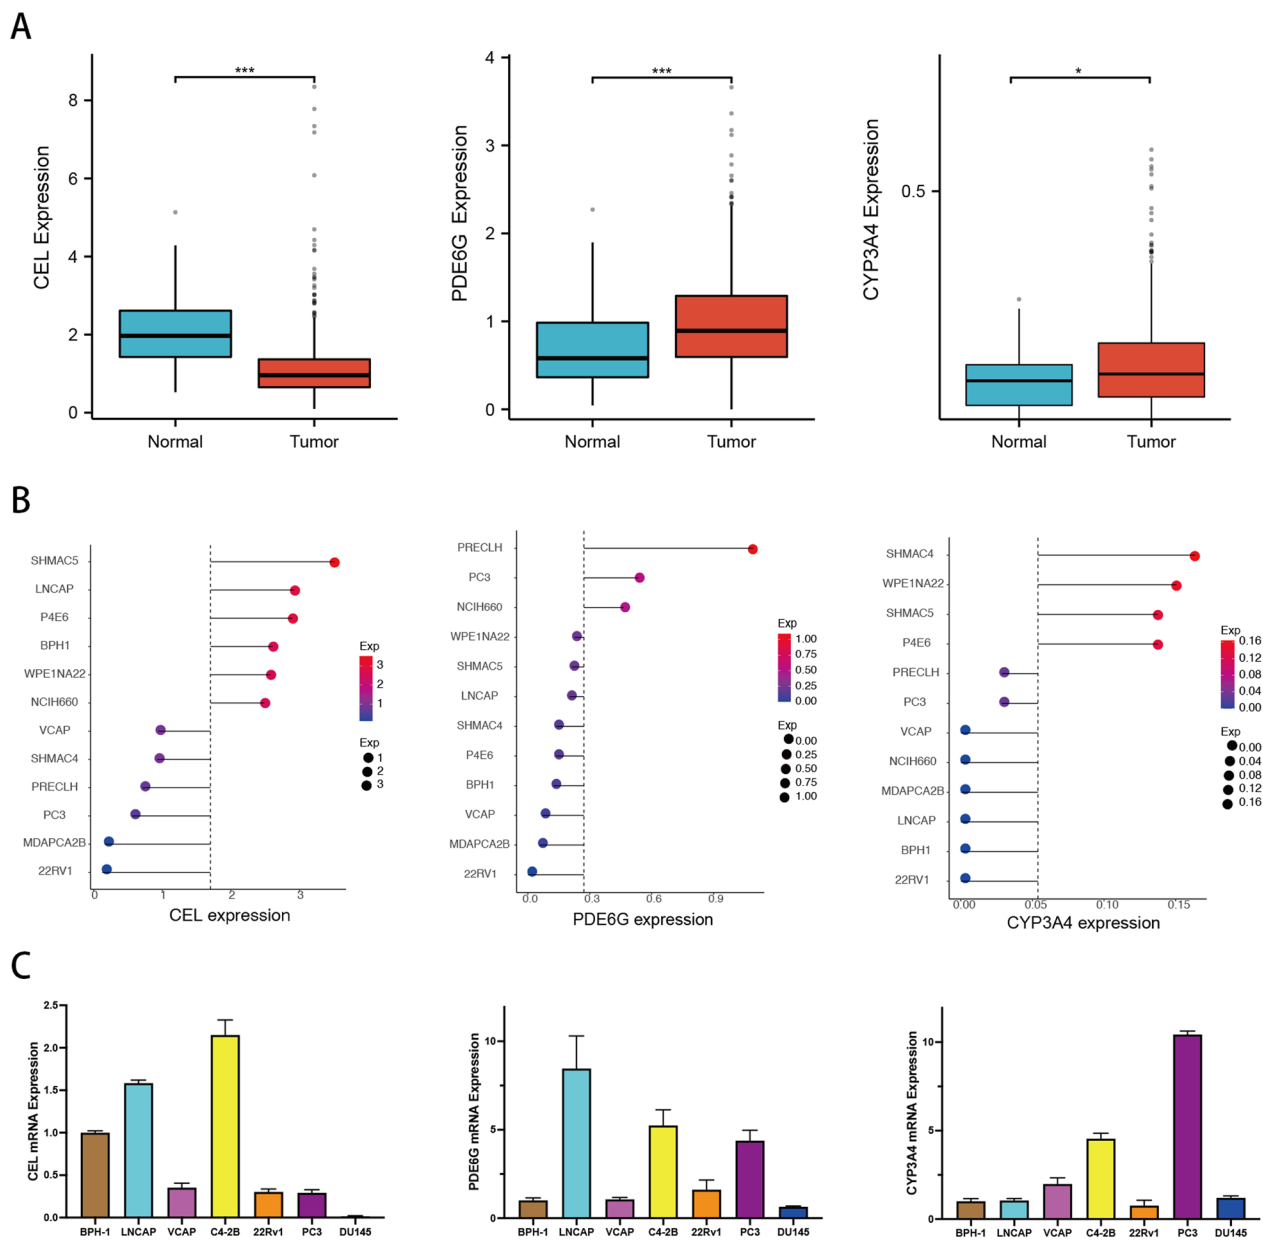 A
CEL Expression
8
6
4
2
0
***
Normal
Tumor
PDE6G Expression
4
3
2
1
0
***
Normal
Tumor
CYP3A4 Expression
0.5
*
Normal
Tumor
B
SHMAC5
LNCAP
P4E6
BPH1
WPE1NA22
NCIH660
VCAP
SHMAC4
PRECLH
PC3
MDAPCA2B
22RV1
0 1 2 3
CEL expression
Exp
3
2
1
Exp
1
2
3
PRECLH
PC3
NCIH660
WPE1NA22
SHMAC5
LNCAP
SHMAC4
P4E6
BPH1
VCAP
MDAPCA2B
22RV1
0.0 0.3 0.6 0.9
PDE6G expression
Exp
1.00
0.75
0.50
0.25
0.00
Exp
0.00
0.25
0.50
0.75
1.00
SHMAC4
WPE1NA22
SHMAC5
P4E6
PRECLH
PC3
VCAP
NCIH660
MDAPCA2B
LNCAP
BPH1
22RV1
0.00 0.05 0.10 0.15
CYP3A4 expression
Exp
0.16
0.12
0.08
0.04
0.00
Exp
0.00
0.04
0.08
0.12
0.16
C
CEL mRNA Expression
2.5
2.0
1.5
1.0
0.5
0.0
BPH-1 LNCAP VCAP C4-2B 22Rv1 PC3 DU145
PDE6G mRNA Expression
10
5
0
BPH-1 LNCAP VCAP C4-2B 22Rv1 PC3 DU145
CYP3A4 mRNA Expression
10
5
0
BPH-1 LNCAP VCAP C4-2B 22Rv1 PC3 DU145